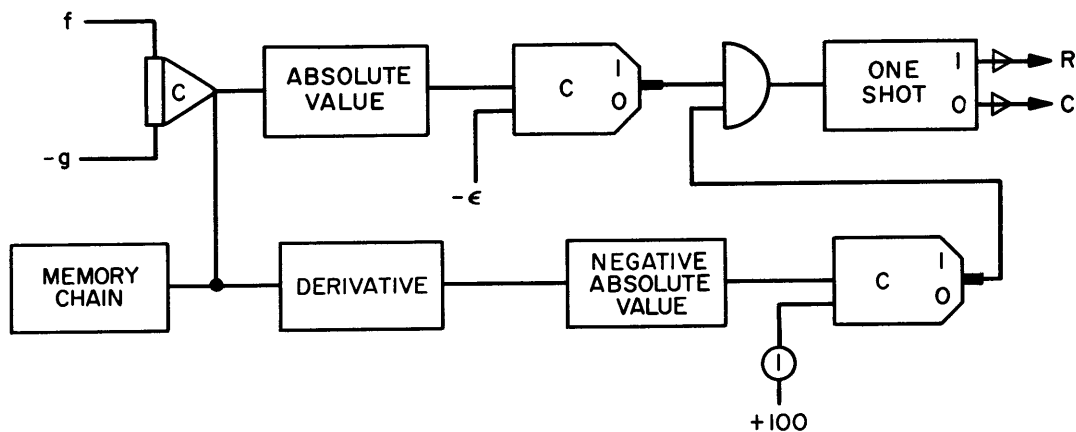 f
C
-g
ABSOLUTE
VALUE
C
1
0
-ε
ONE
SHOT
1
0
R
C
MEMORY
CHAIN
DERIVATIVE
NEGATIVE
ABSOLUTE
VALUE
C
1
0
1
+100